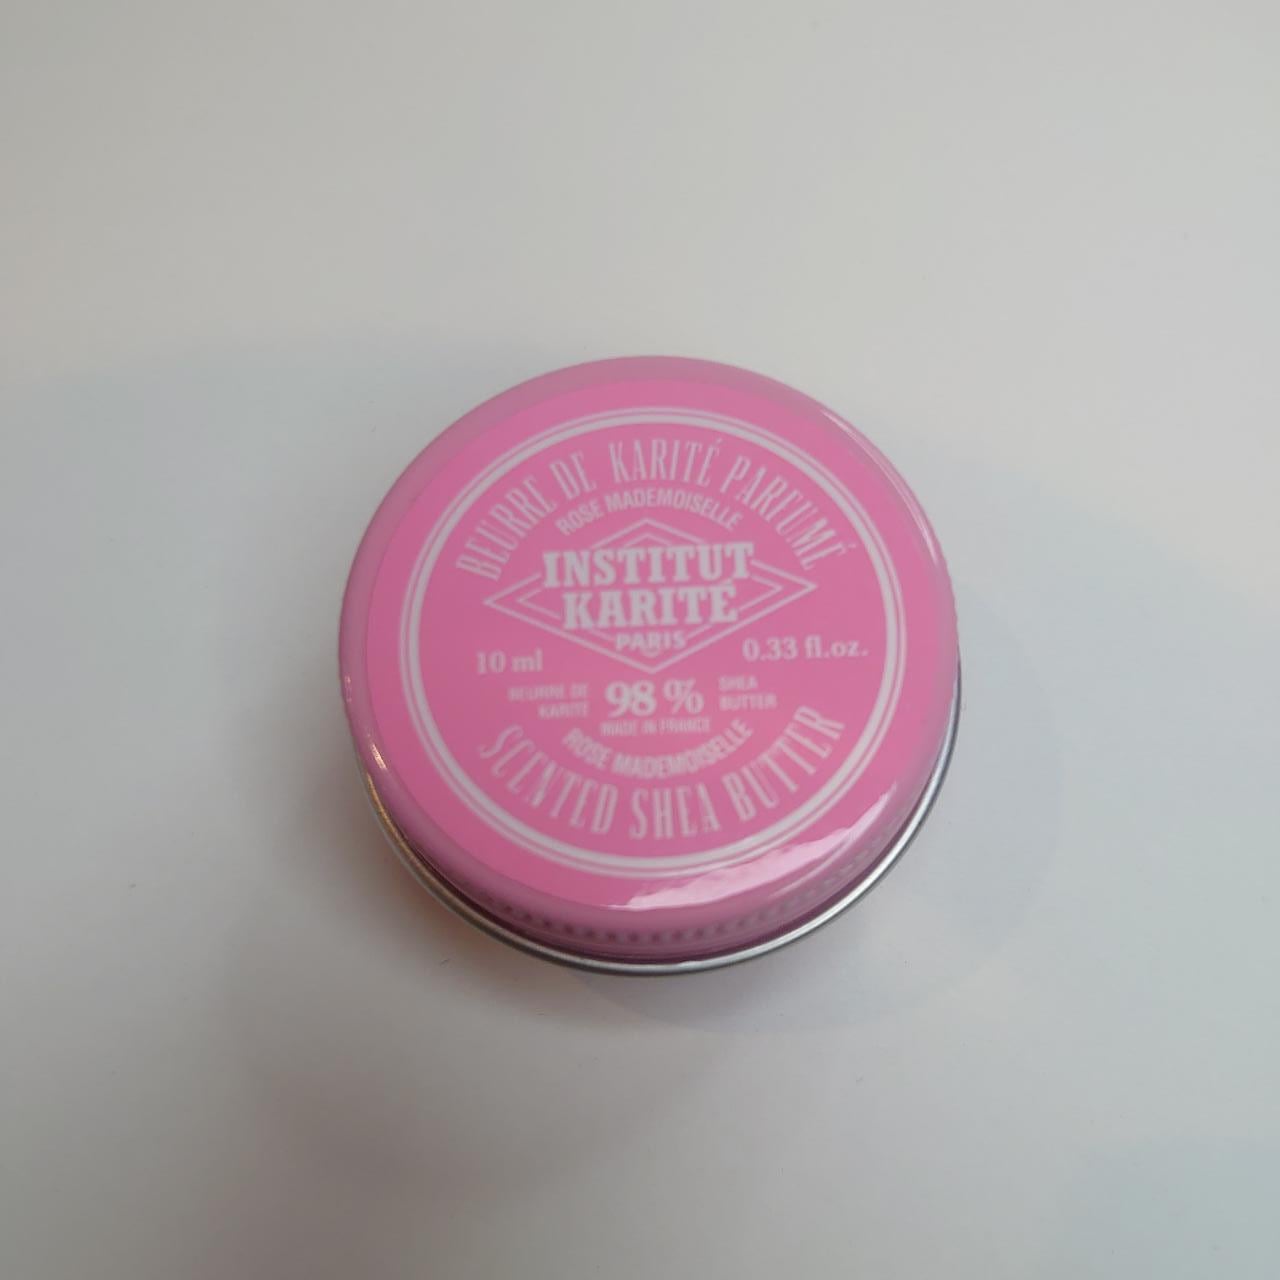 BEURRE DE KARITÉ PARFUMÉ
ROSE MADEMOISELLE
INSTITUT
KARITÉ
PARIS
10 ml
0.33 fl.oz.
BEURRE DE
KARITÉ
98 %
SHEA
BUTTER
MADE IN FRANCE
ROSE MADEMOISELLE
SCENTED SHEA BUTTER